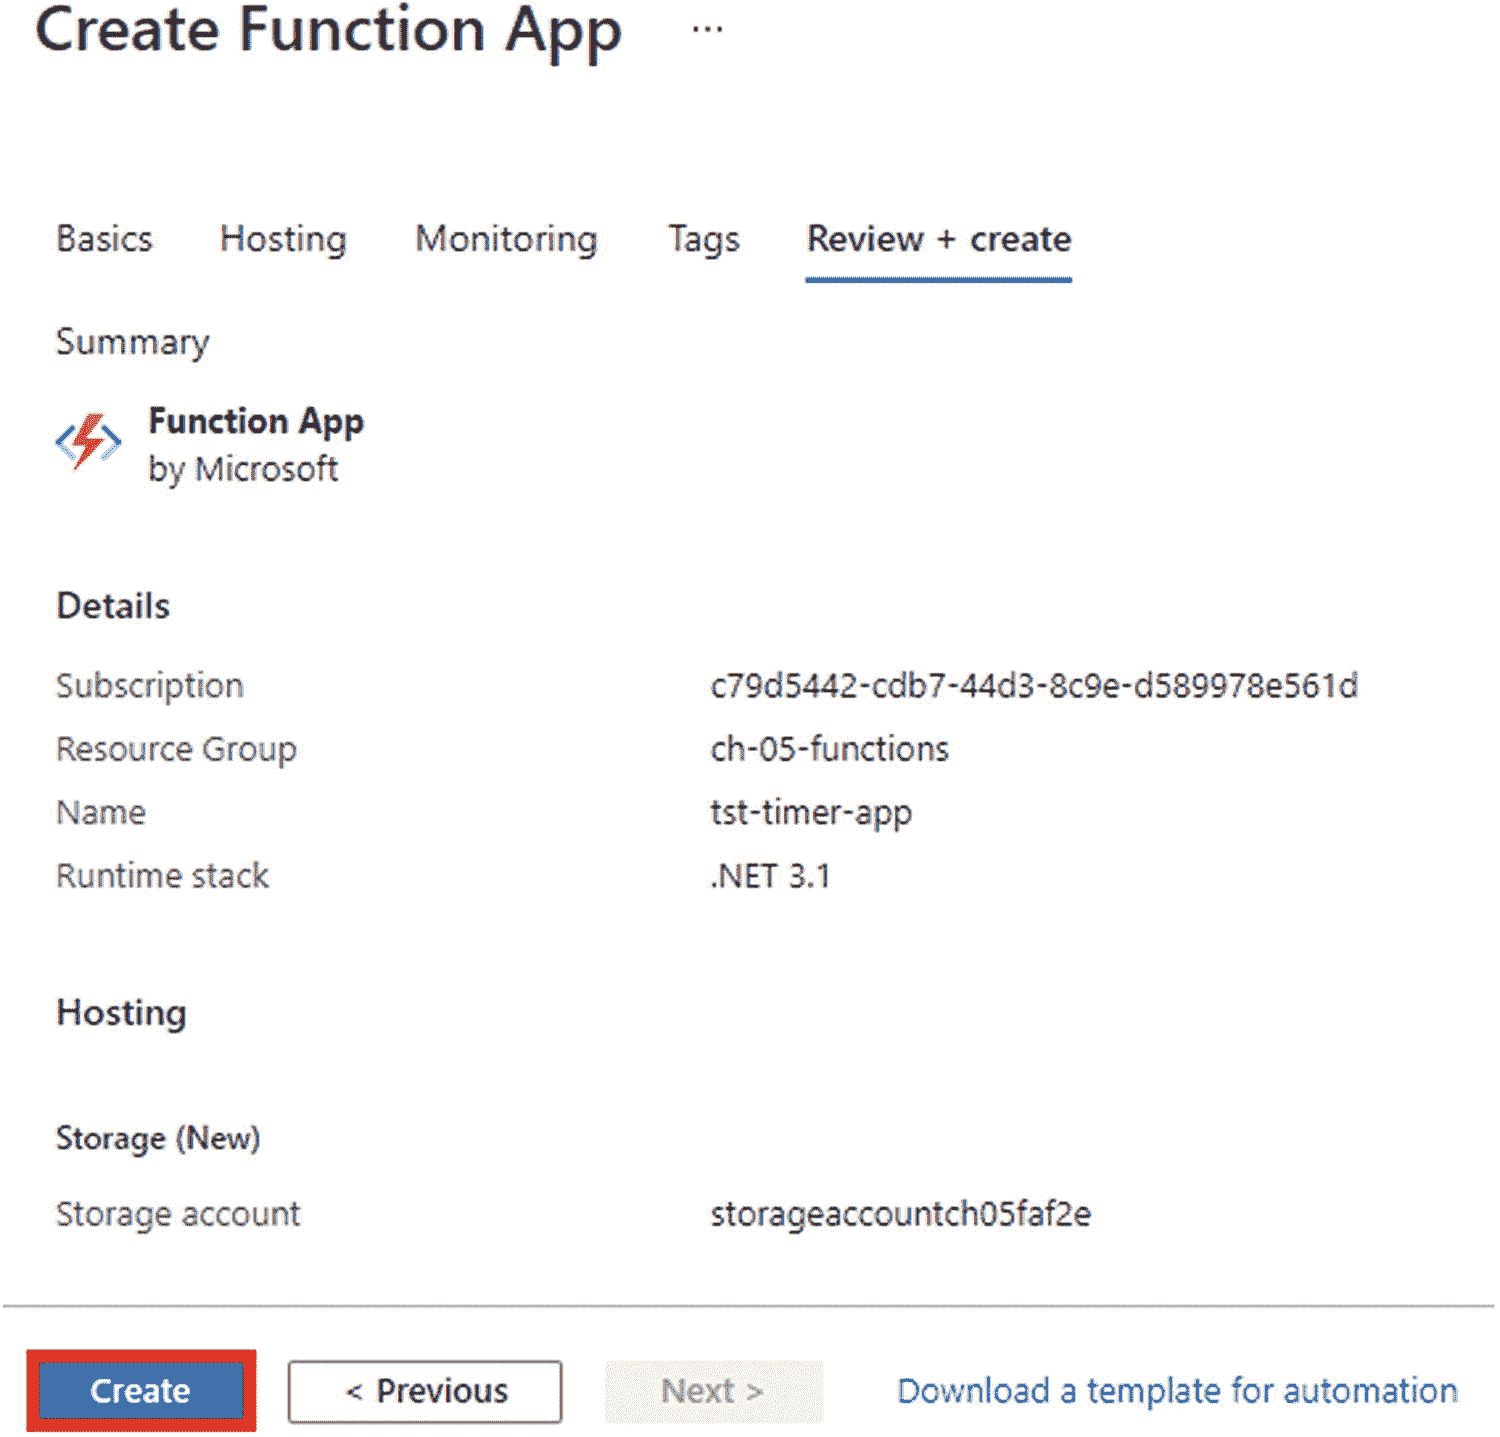 Create Function App ...
Basics Hosting Monitoring Tags Review + create
Summary
Function App
by Microsoft
Details
Subscription c79d5442-cdb7-44d3-8c9e-d589978e561d
Resource Group ch-05-functions
Name tst-timer-app
Runtime stack .NET 3.1
Hosting
Storage (New)
Storage account storageaccountch05faf2e
Create < Previous Next > Download a template for automation